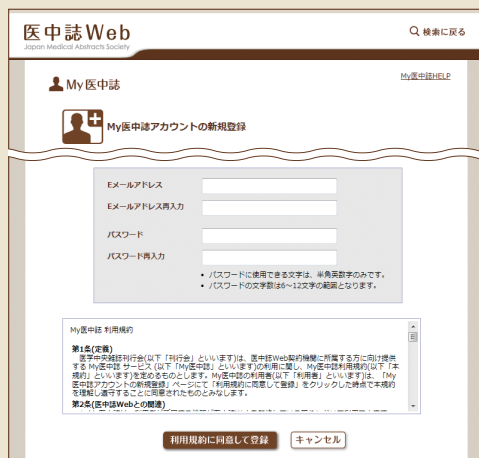 医中誌Web
Japan Medical Abstracts Society
検索に戻る
My医中誌
My医中誌HELP
My医中誌アカウントの新規登録
Eメールアドレス
Eメールアドレス再入力
パスワード
パスワード再入力
• パスワードに使用できる文字は、半角英数字のみです。
• パスワードの文字数は6～12文字の範囲となります。
My医中誌 利用規約
第1条(定義)
医学中央雑誌刊行会(以下「刊行会」といいます)は、医中誌Web契約機関に所属する方に向け提供
する My医中誌 サービス (以下「My医中誌」といいます)の利用に関し、My医中誌利用規約(以下「本
規約」といいます)を定めるものとします。My医中誌の利用者(以下「利用者」といいます)は、「My
医中誌アカウントの新規登録」ページにて「利用規約に同意して登録」をクリックした時点で本規約
を理解し遵守することに同意されたものとみなします。
第2条(医中誌Webとの関連)
利用規約に同意して登録
キャンセル